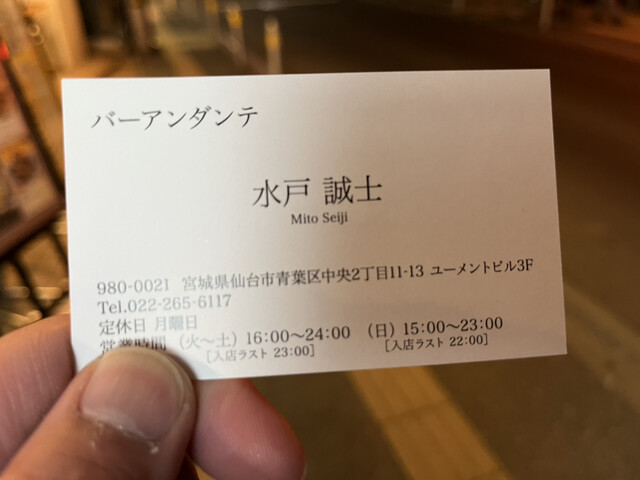 バーアンダンテ
水戸 誠士
Mito Seiji
980-0021 宮城県仙台市青葉区中央2丁目11-13 ユーメントビル3F
Tel.022-265-6117
定休日 月曜日
営業時間 (火〜土) 16:00〜24:00 (日) 15:00〜23:00
[入店ラスト 23:00] [入店ラスト 22:00]